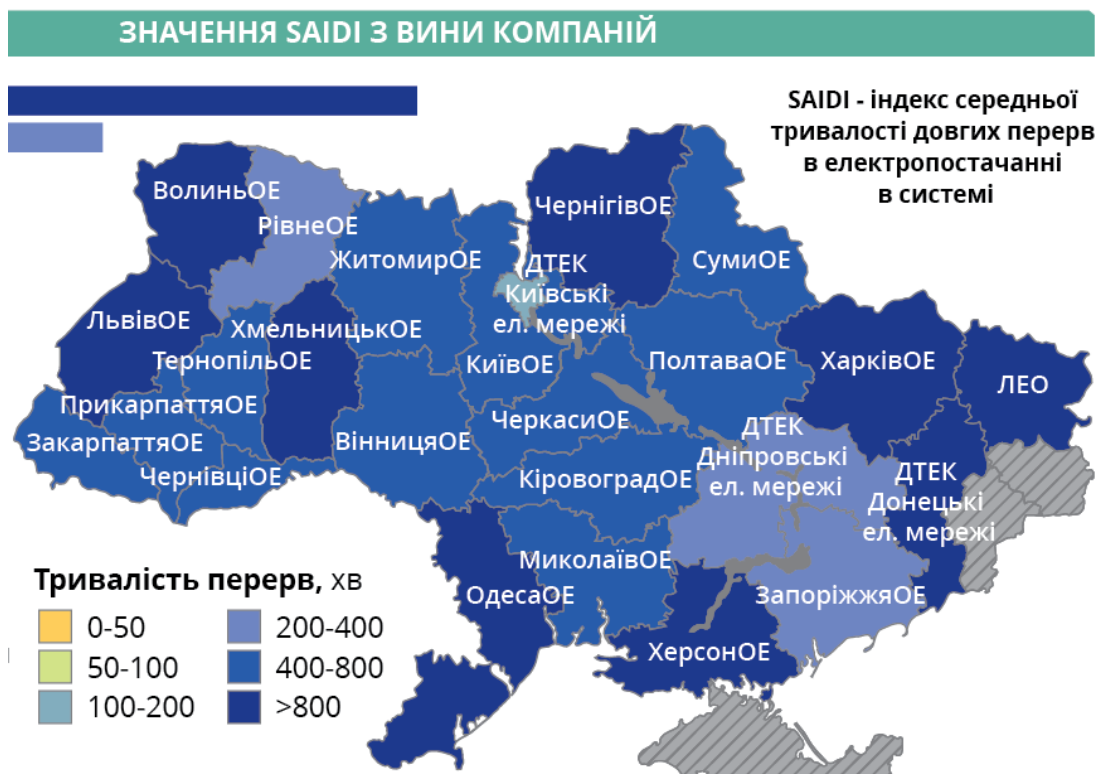 ЗНАЧЕННЯ SAIDI З ВИНИ КОМПАНІЙ
SAIDI - індекс середньої
тривалості довгих перерв
в електропостачанні
в системі
ВолиньОЕ
РівнеОЕ
ЖитомирОЕ
ЧернігівОЕ
СумиОЕ
ДТЕК
Київські
ел. мережі
ЛьвівОЕ
ХмельницькОЕ
ТернопільОЕ
КиївОЕ
ПолтаваОЕ
ХарківОЕ
ЛЕО
ПрикарпаттяОЕ
ЗакарпаттяОЕ
ЧернівціОЕ
ВінницяОЕ
ЧеркасиОЕ
КіровоградОЕ
ДТЕК
Дніпровські
ел. мережі
ДТЕК
Донецькі
ел. мережі
МиколаївОЕ
ОдесаОЕ
ЗапоріжжяОЕ
ХерсонОЕ
Тривалість перерв, хв
0-50
50-100
100-200
200-400
400-800
>800